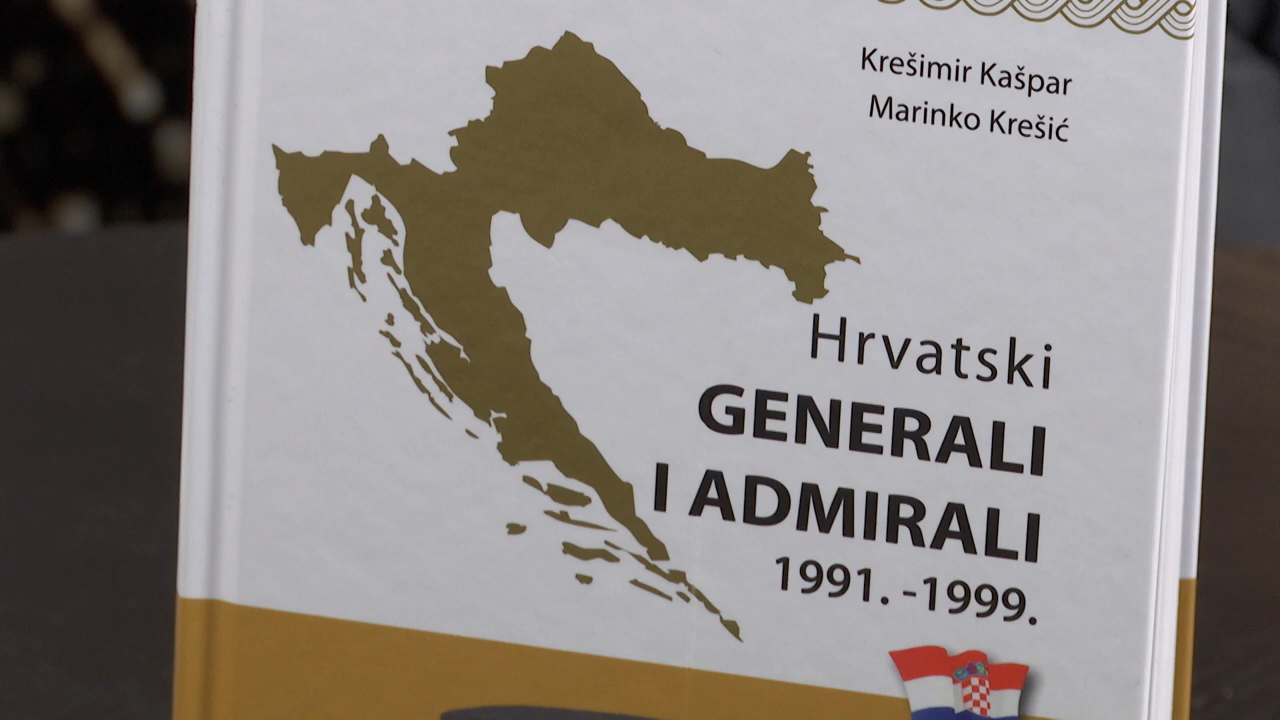 Krešimir Kašpar
Marinko Krešić
Hrvatski
GENERALI
I ADMIRALI
1991. -1999.